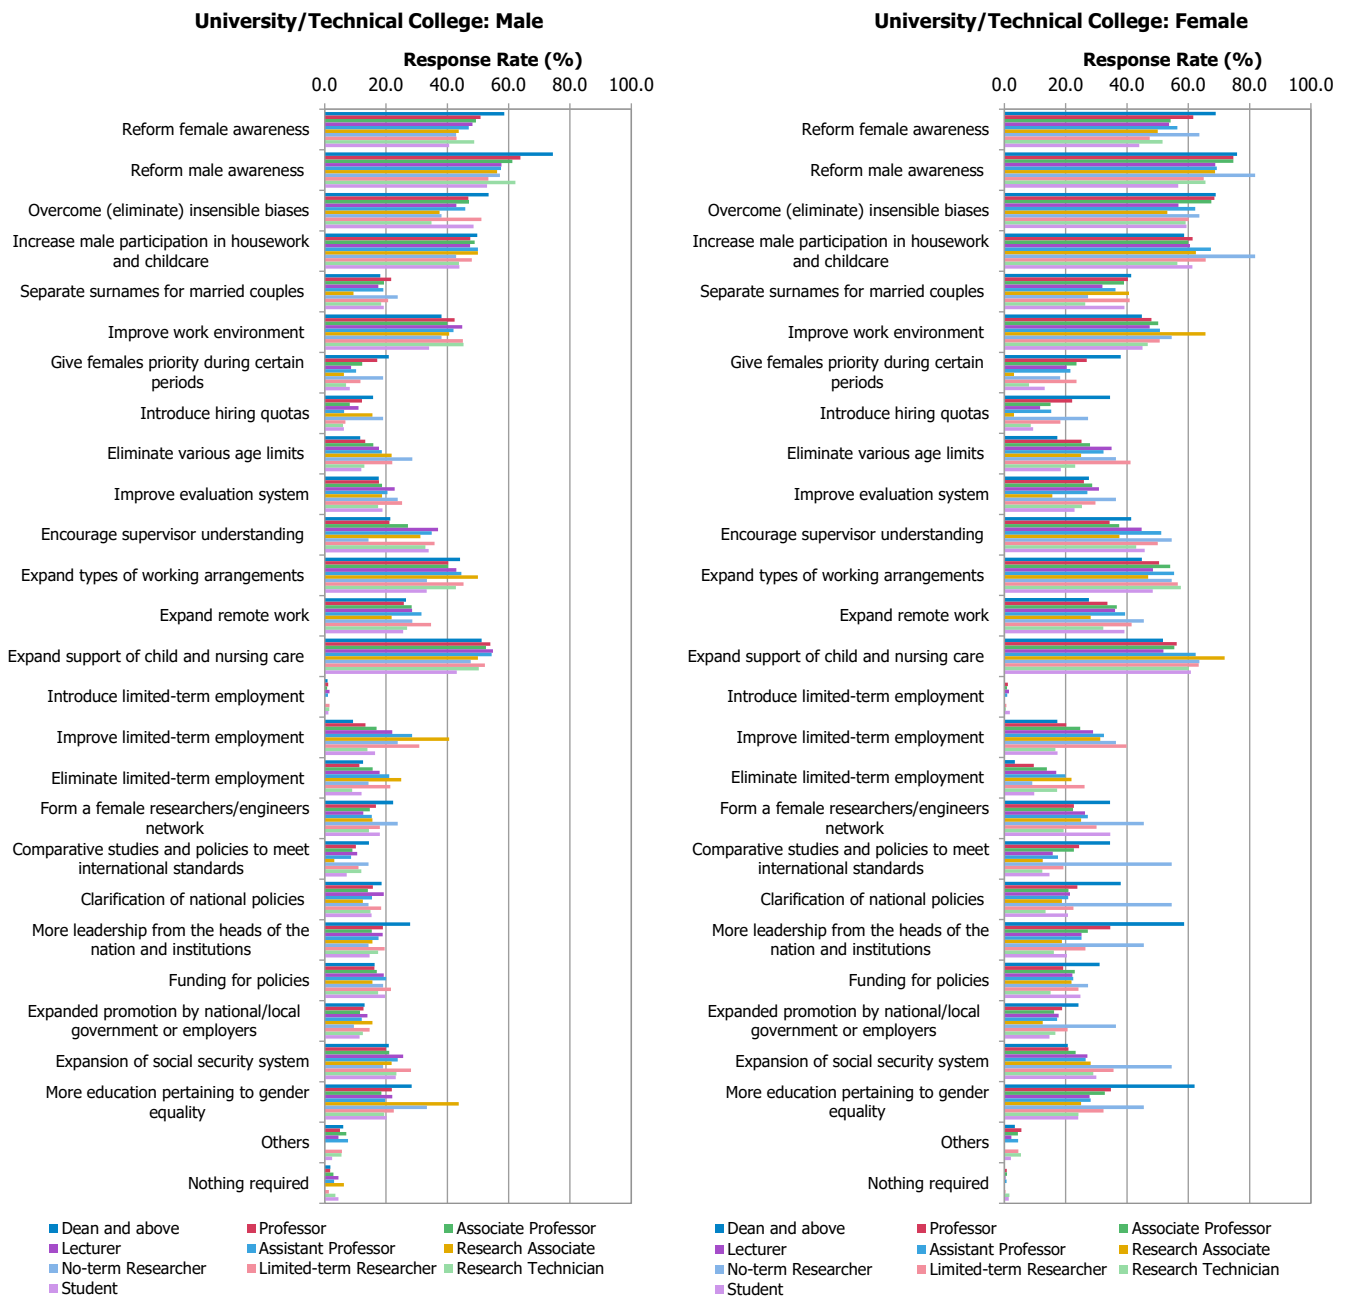 University/Technical College: Male
Response Rate (%)
0.0 20.0 40.0 60.0 80.0 100.0
Reform female awareness
Reform male awareness
Overcome (eliminate) insensible biases
Increase male participation in housework
and childcare
Separate surnames for married couples
Improve work environment
Give females priority during certain
periods
Introduce hiring quotas
Eliminate various age limits
Improve evaluation system
Encourage supervisor understanding
Expand types of working arrangements
Expand remote work
Expand support of child and nursing care
Introduce limited-term employment
Improve limited-term employment
Eliminate limited-term employment
Form a female researchers/engineers
network
Comparative studies and policies to meet
international standards
Clarification of national policies
More leadership from the heads of the
nation and institutions
Funding for policies
Expanded promotion by national/local
government or employers
Expansion of social security system
More education pertaining to gender
equality
Others
Nothing required
Dean and above Professor Associate Professor
Lecturer Assistant Professor Research Associate
No-term Researcher Limited-term Researcher Research Technician
Student
University/Technical College: Female
Response Rate (%)
0.0 20.0 40.0 60.0 80.0 100.0
Reform female awareness
Reform male awareness
Overcome (eliminate) insensible biases
Increase male participation in housework
and childcare
Separate surnames for married couples
Improve work environment
Give females priority during certain
periods
Introduce hiring quotas
Eliminate various age limits
Improve evaluation system
Encourage supervisor understanding
Expand types of working arrangements
Expand remote work
Expand support of child and nursing care
Introduce limited-term employment
Improve limited-term employment
Eliminate limited-term employment
Form a female researchers/engineers
network
Comparative studies and policies to meet
international standards
Clarification of national policies
More leadership from the heads of the
nation and institutions
Funding for policies
Expanded promotion by national/local
government or employers
Expansion of social security system
More education pertaining to gender
equality
Others
Nothing required
Dean and above Professor Associate Professor
Lecturer Assistant Professor Research Associate
No-term Researcher Limited-term Researcher Research Technician
Student